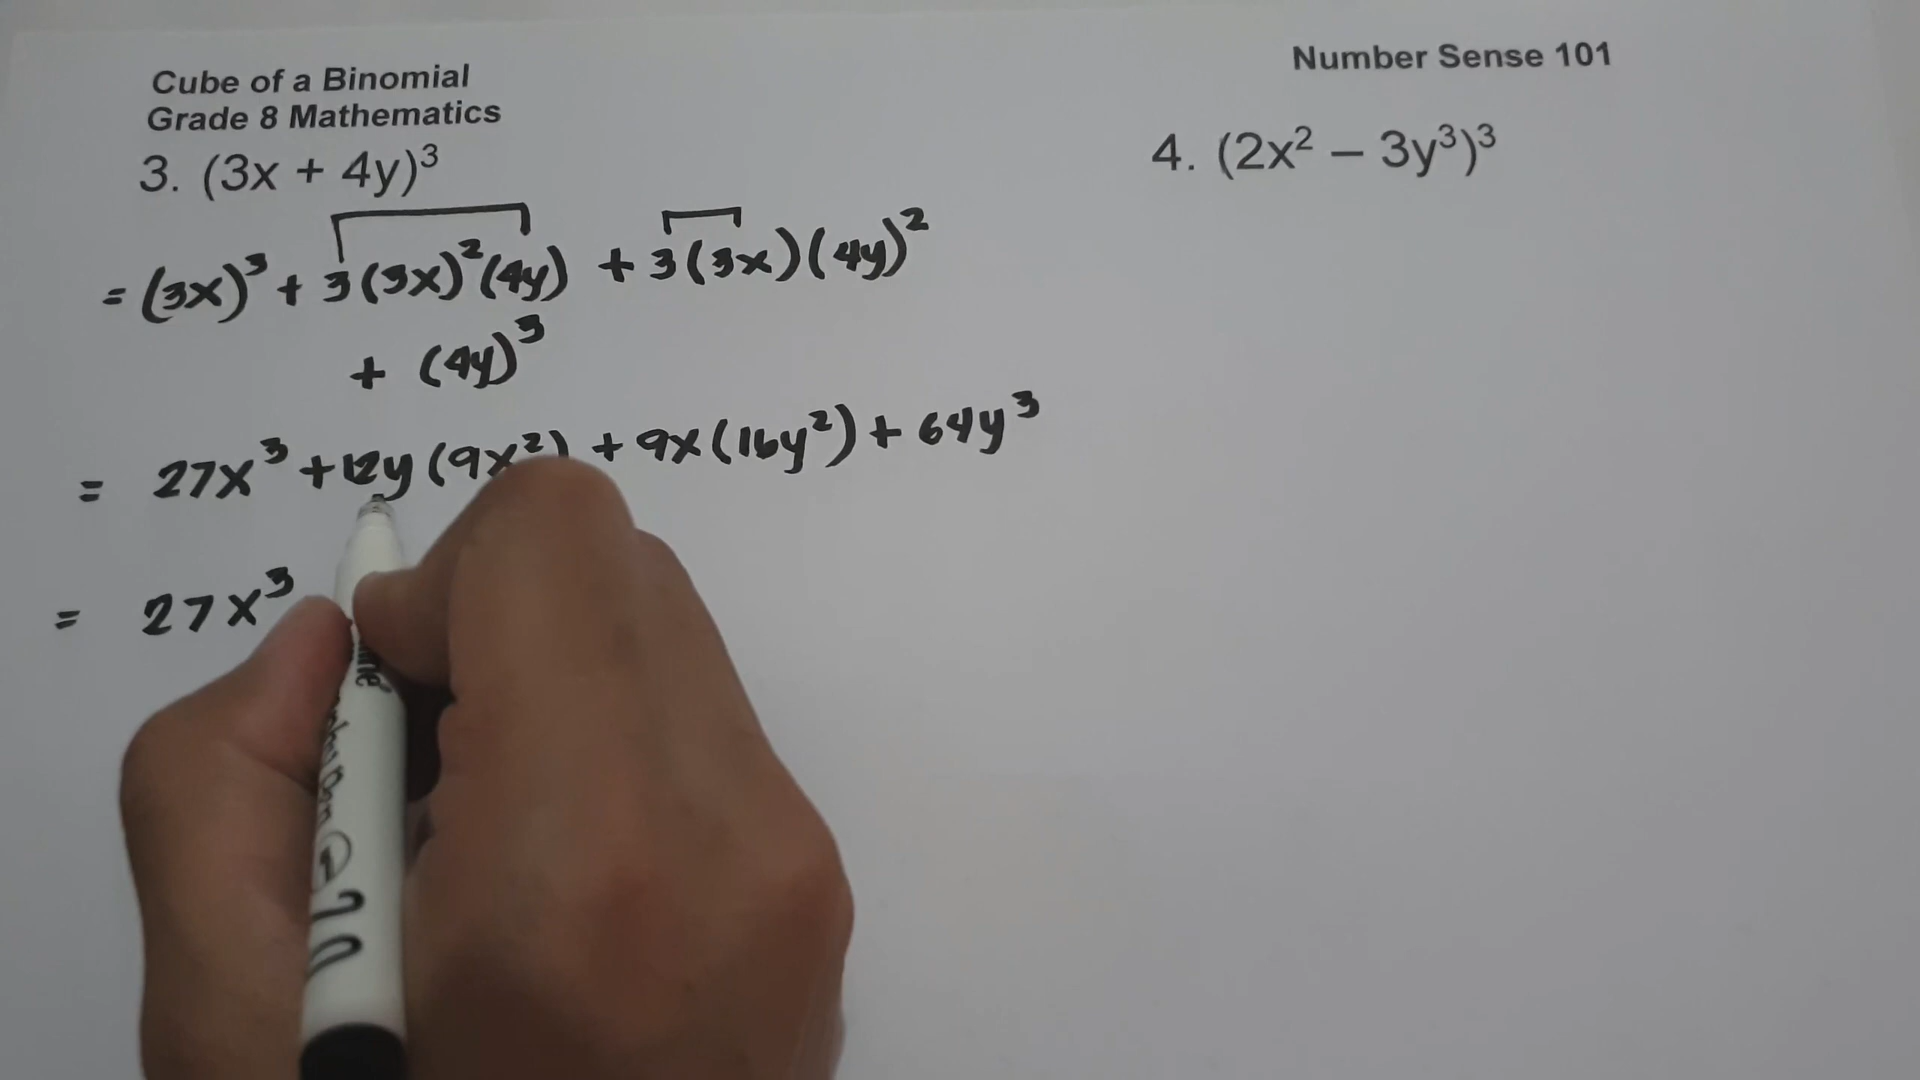 Cube of a Binomial
Grade 8 Mathematics
3. (3x + 4y)³
= (3x)³ + 3(3x)²(4y) + 3(3x)(4y)²
+ (4y)³
= 27x³ + 12y(9x²) + 9x(16y²) + 64y³
= 27x³
Number Sense 101
4. (2x² – 3y³)³
70